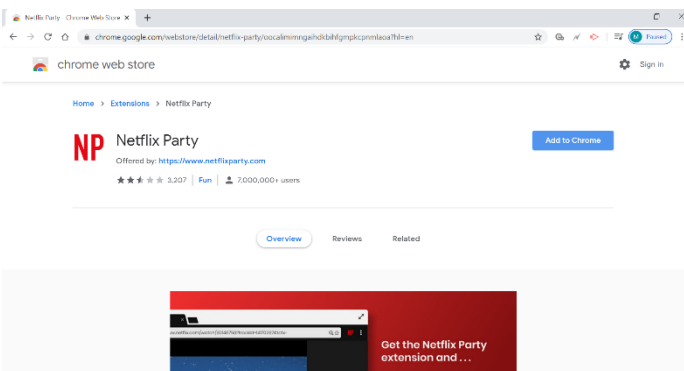 Netflix Party - Chrome Web Store
chrome.google.com/webstore/detail/netflix-party/oocalimimngaihdkbihfgmpkcpnmlaoa?hl=en
M Paused
chrome web store
Sign in
Home > Extensions > Netflix Party
NP
Netflix Party
Add to Chrome
Offered by: https://www.netflixparty.com
3,207 | Fun | 7,000,000+ users
Overview Reviews Related
Get the Netflix Party
extension and ...